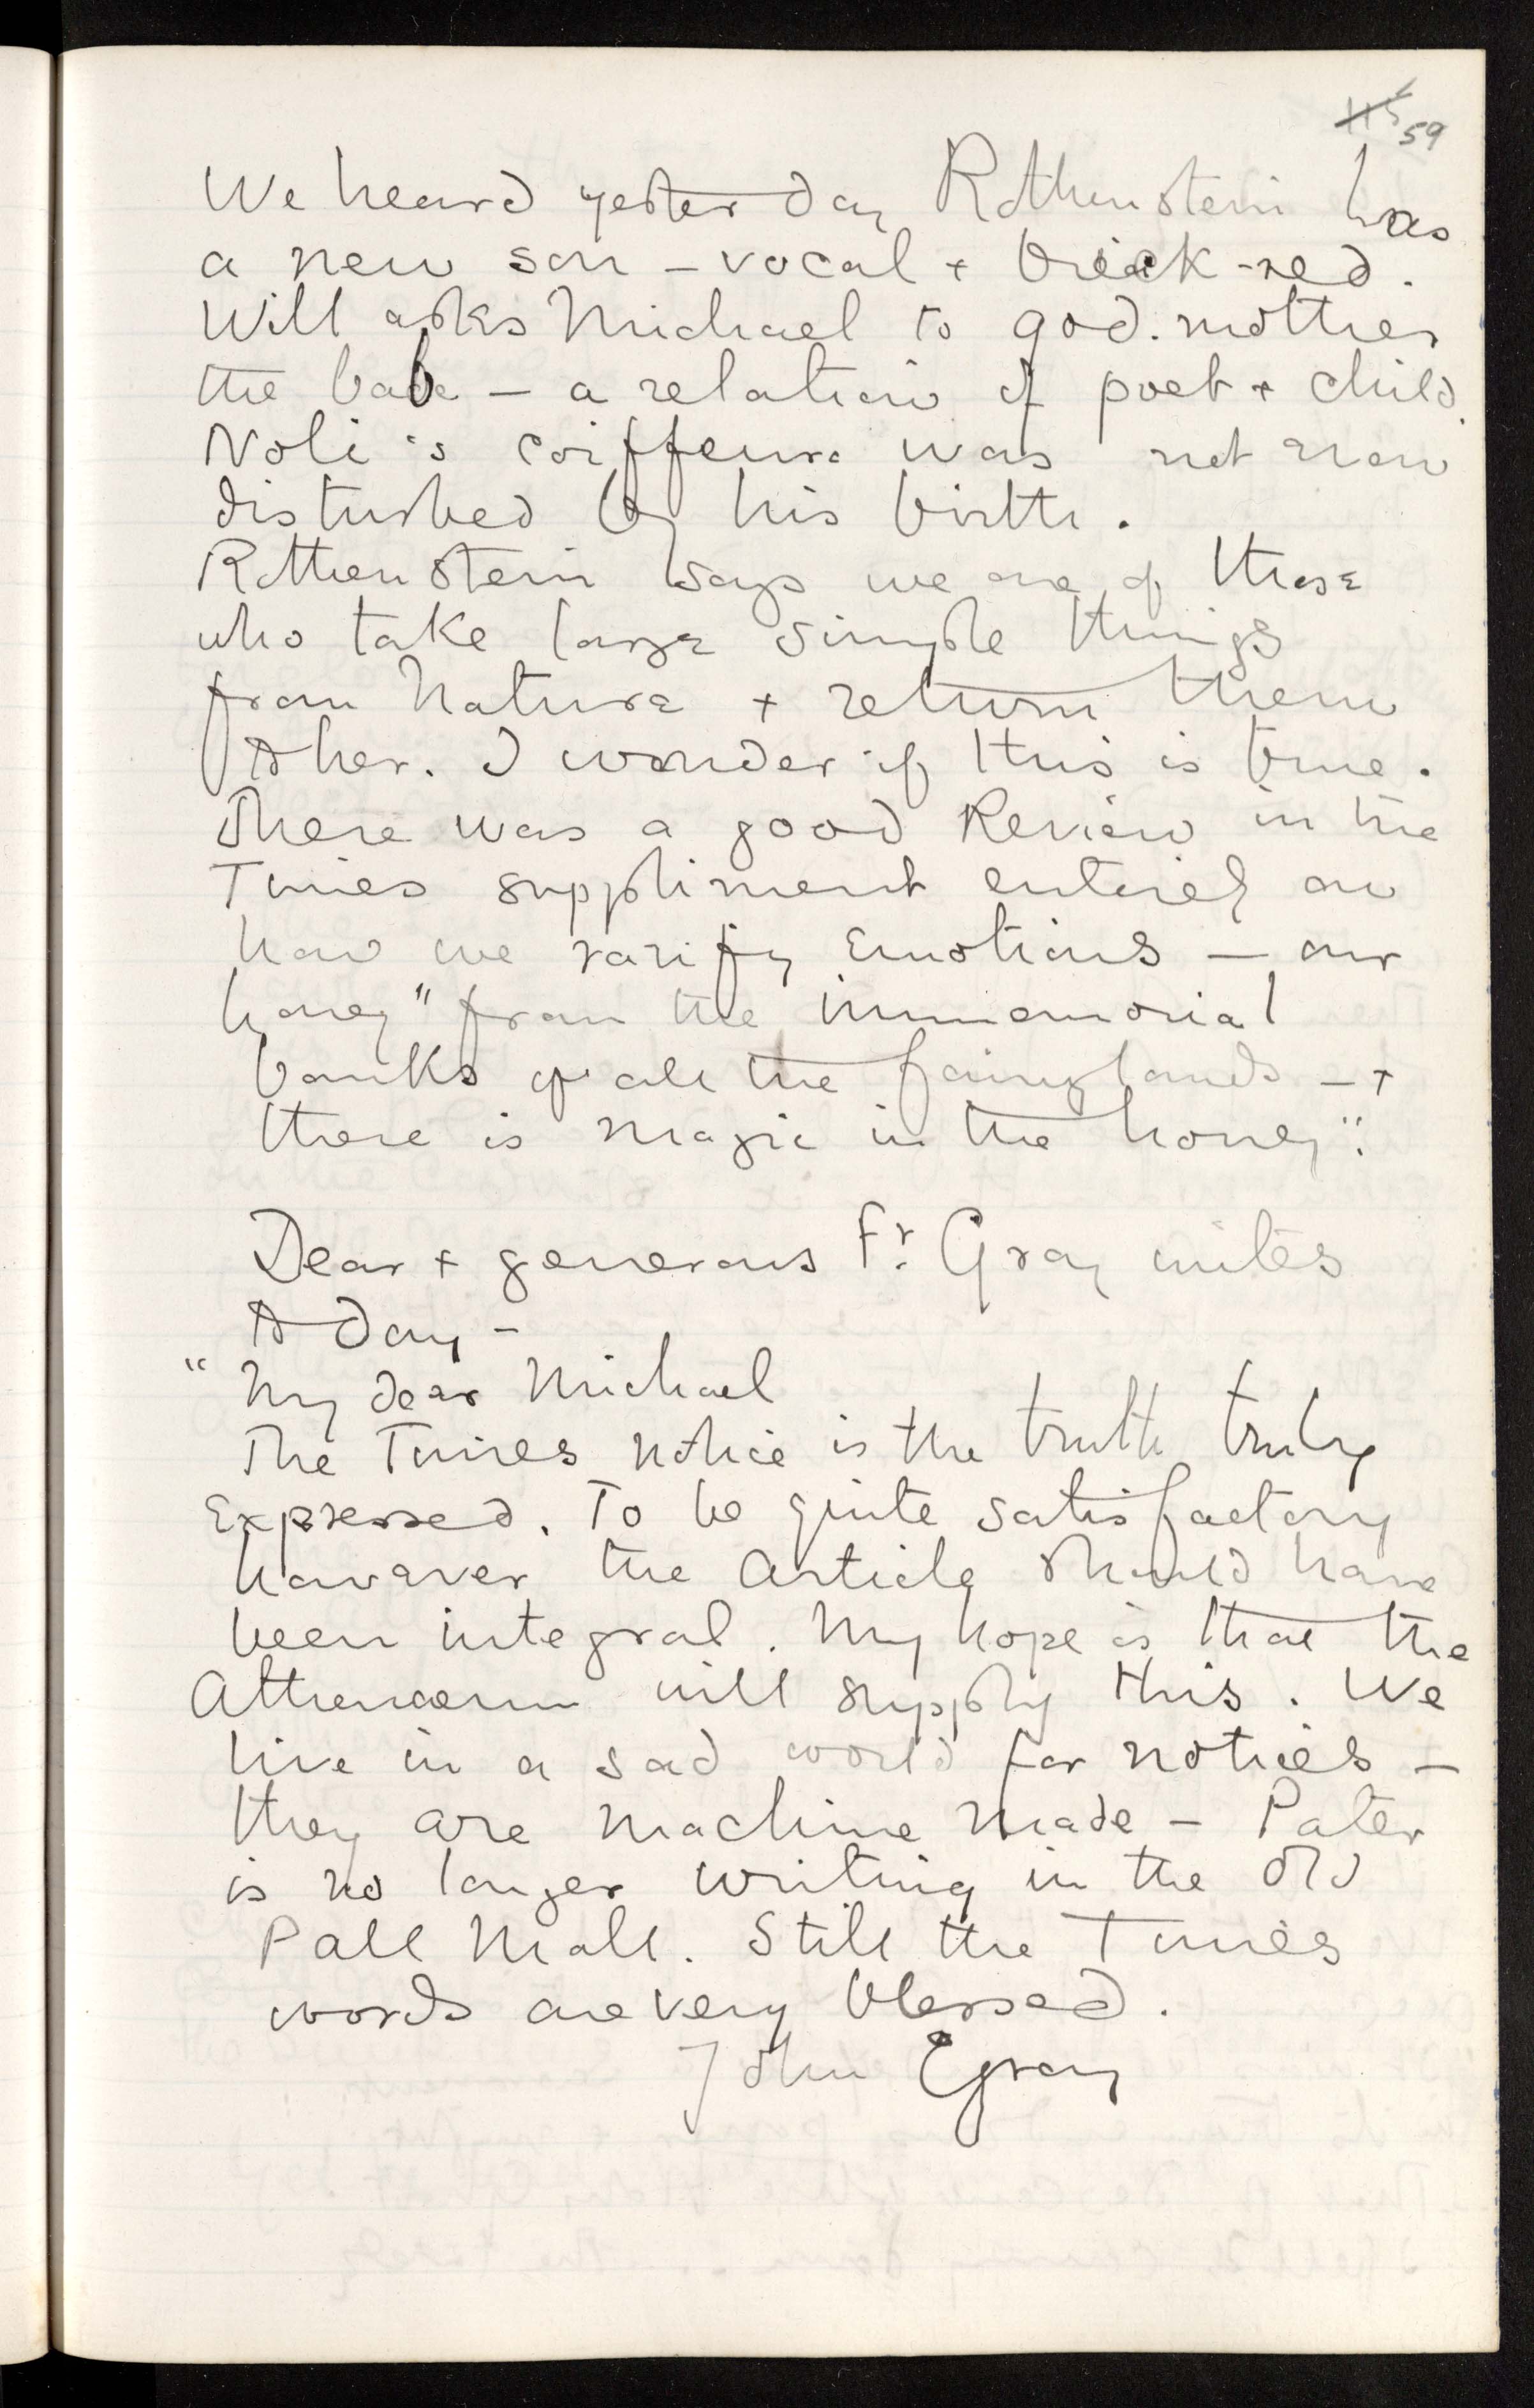 115 59
We heard yesterday Rothenstein has
a new son – vocal + brick-red.
Will asks Michael to god.mother
the babe – a relation of poet + child.
Noli's coiffeure was not even
disturbed by his birth.
Rothenstein says we are of those
who take large simple things
from Nature + return them
to her. I wonder if this is true.
There was a good Review in the
Times suppliment entirely on
how we rarify Emotions – our
honey "from the immemorial
banks of all the fairylands – +
there is magic in the honey".
Dear + generous Fr. Gray writes
to day –
"My dear Michael
The Times notice is the truth truly
Expressed. To be quite satisfactory
however the Article should have
been integral. My hope is that the
Athenaeum will supply this. We
live in a sad world for notices –
they are machine made – Pater
is no longer writing in the old
Pall Mall. Still the Times
words are very blessed.
John Gray